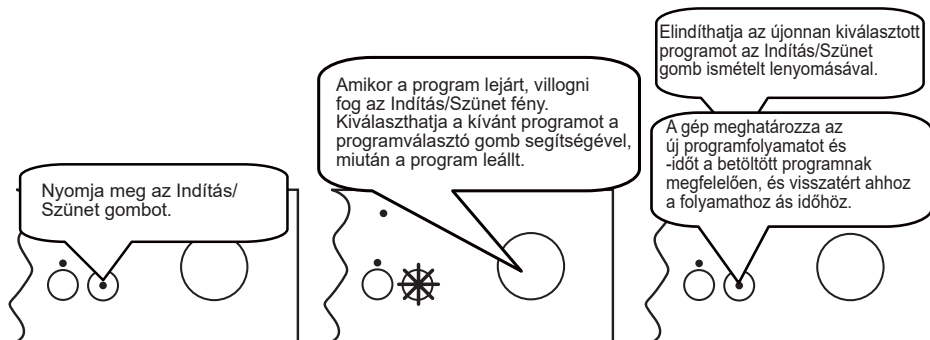 Nyomja meg az Indítás/
Szünet gombot.
Amikor a program lejárt, villogni
fog az Indítás/Szünet fény.
Kiválaszthatja a kívánt programot a
programválasztó gomb segítségével,
miután a program leállt.
Elindíthatja az újonnan kiválasztott
programot az Indítás/Szünet
gomb ismételt lenyomásával.
A gép meghatározza az
új programfolyamatot és
-időt a betöltött programnak
megfelelően, és visszatért ahhoz
a folyamathoz ás időhöz.